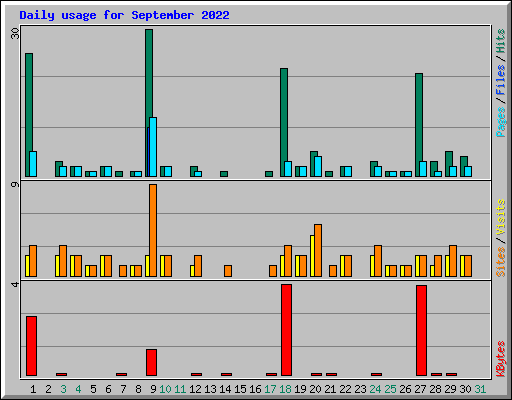 Daily usage for September 2022
30
Pages / Files / Hits
9
Sites / Visits
4
KBytes
1 2 3 4 5 6 7 8 9 10 11 12 13 14 15 16 17 18 19 20 21 22 23 24 25 26 27 28 29 30 31